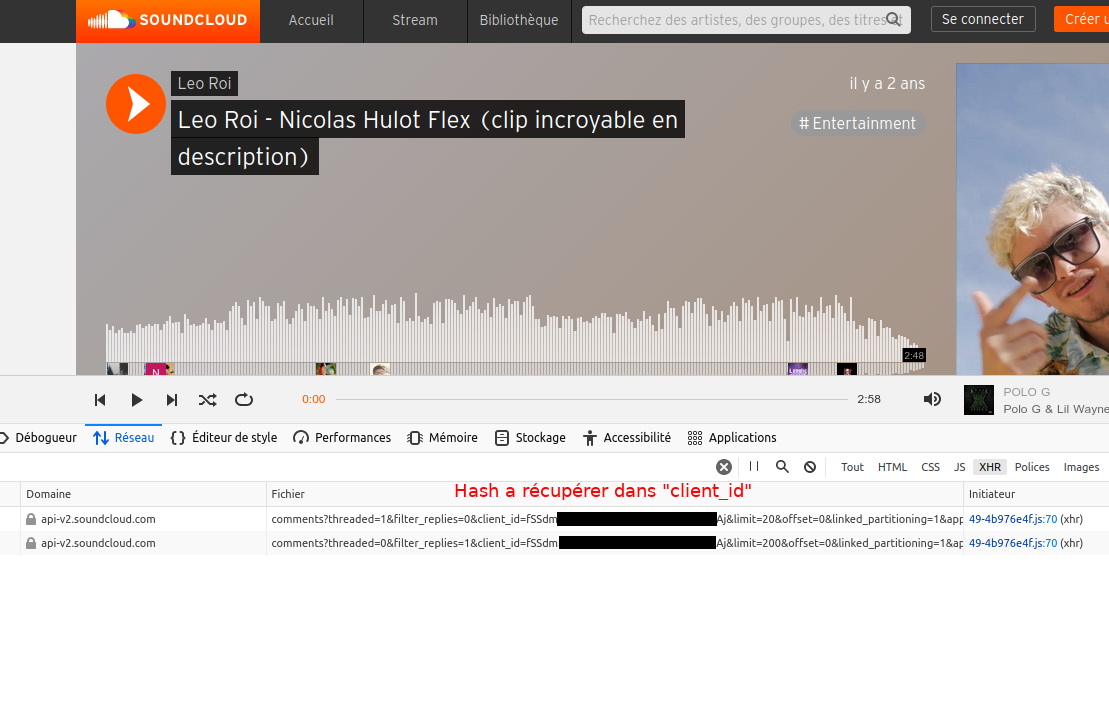 SOUNDCLOUD
Accueil
Stream
Bibliothèque
Recherchez des artistes, des groupes, des titres et
Se connecter
Créer u
Leo Roi
il y a 2 ans
Leo Roi - Nicolas Hulot Flex (clip incroyable en
description)
# Entertainment
2:48
N
0:00
2:58
POLO G
Polo G & Lil Wayne
Débogueur
Réseau
Éditeur de style
Performances
Mémoire
Stockage
Accessibilité
Applications
Tout
HTML
CSS
JS
XHR
Polices
Images
Domaine
Fichier
Hash a récupérer dans "client_id"
Initiateur
api-v2.soundcloud.com
comments?threaded=1&filter_replies=0&client_id=fSSdm
Aj&limit=20&offset=0&linked_partitioning=1&app
49-4b976e4f.js:70 (xhr)
api-v2.soundcloud.com
comments?threaded=0&filter_replies=1&client_id=fSSdm
Aj&limit=200&offset=0&linked_partitioning=1&ap
49-4b976e4f.js:70 (xhr)